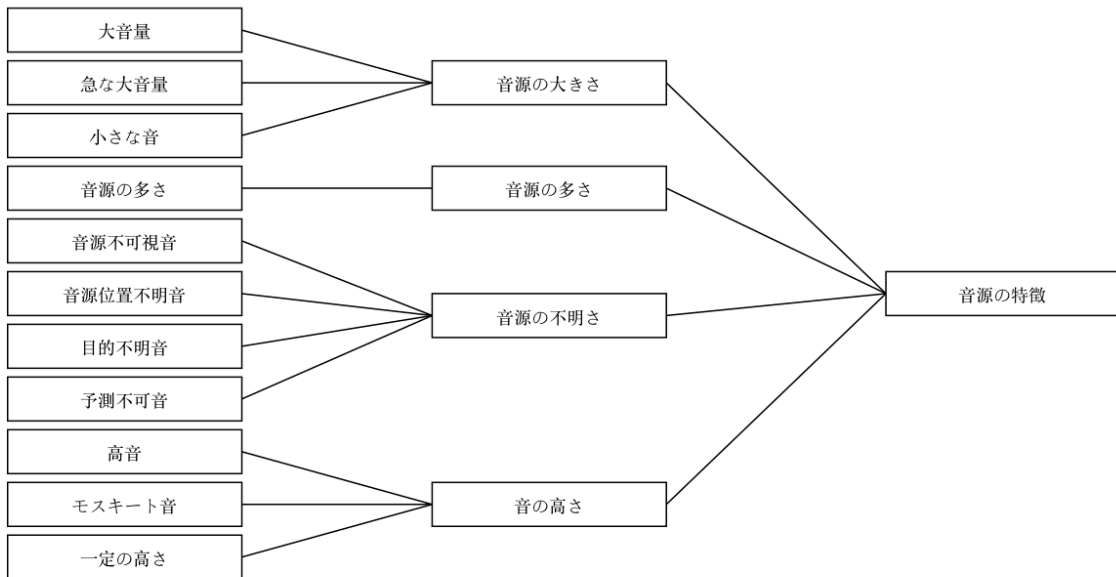 大音量
急な大音量
小さな音
音源の多さ
音源不可視音
音源位置不明音
目的不明音
予測不可音
高音
モスキート音
一定の高さ
音源の大きさ
音源の多さ
音源の不明さ
音の高さ
音源の特徴